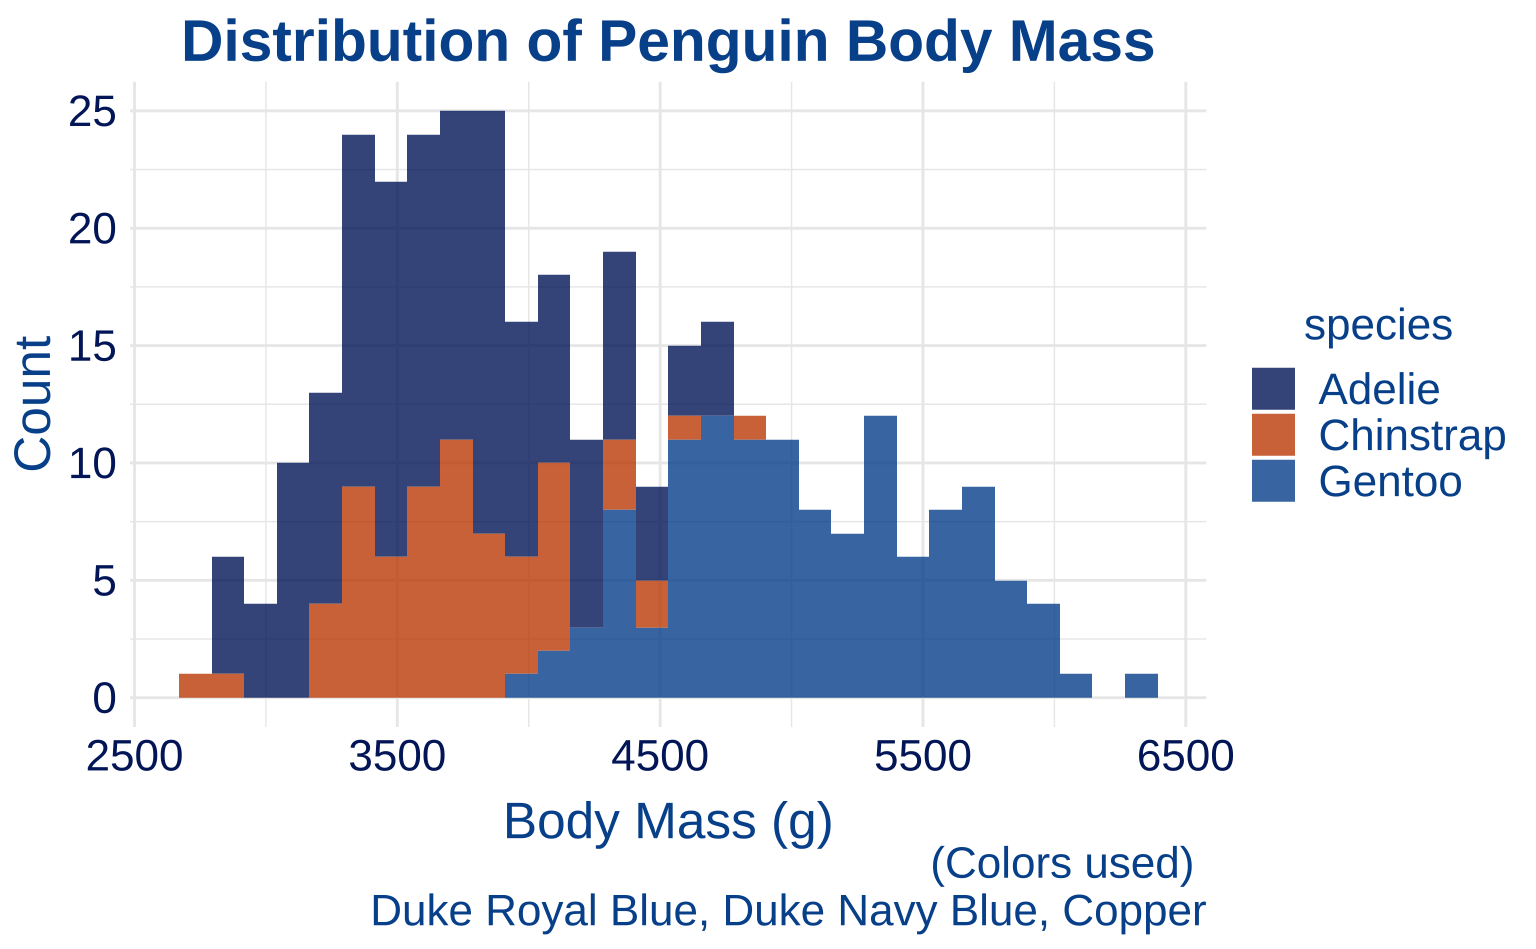 Distribution of Penguin Body Mass
25
20
15
10
5
0
Count
2500 3500 4500 5500 6500
Body Mass (g)
species
Adelie
Chinstrap
Gentoo
(Colors used)
Duke Royal Blue, Duke Navy Blue, Copper